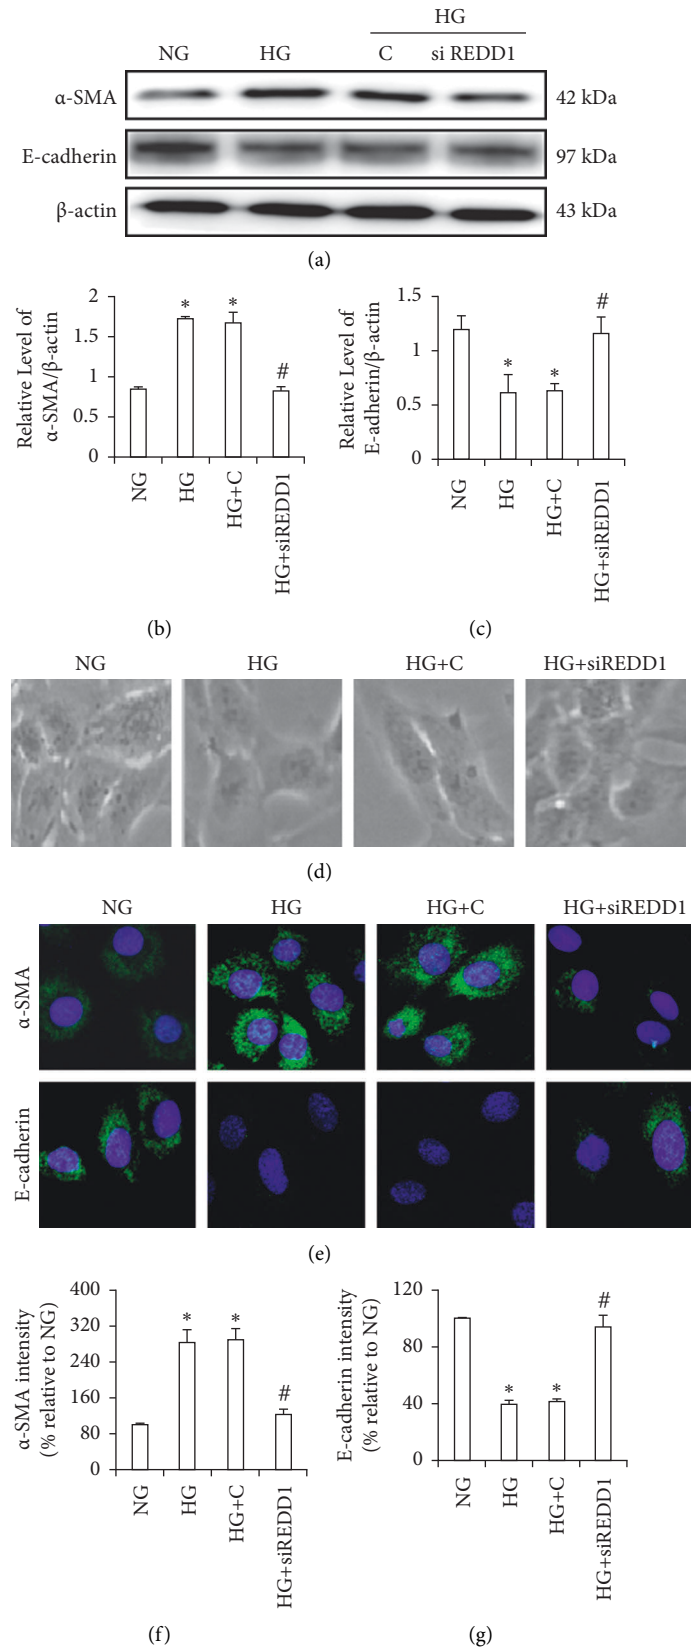 HG
NG HG C si REDD1
α-SMA 42 kDa
E-cadherin 97 kDa
β-actin 43 kDa
(a)
Relative Level of
α-SMA/β-actin
2
1.5
1
0.5
0
* * #
NG
HG
HG+C
HG+siREDD1
(b)
Relative Level of
E-adherin/β-actin
1.5
1
0.5
0
* * #
NG
HG
HG+C
HG+siREDD1
(c)
NG HG HG+C HG+siREDD1
(d)
NG HG HG+C HG+siREDD1
α-SMA
E-cadherin
(e)
α-SMA intensity
(% relative to NG)
400
320
240
160
80
0
* * #
NG
HG
HG+C
HG+siREDD1
(f)
E-cadherin intensity
(% relative to NG)
120
80
40
0
* * #
NG
HG
HG+C
HG+siREDD1
(g)